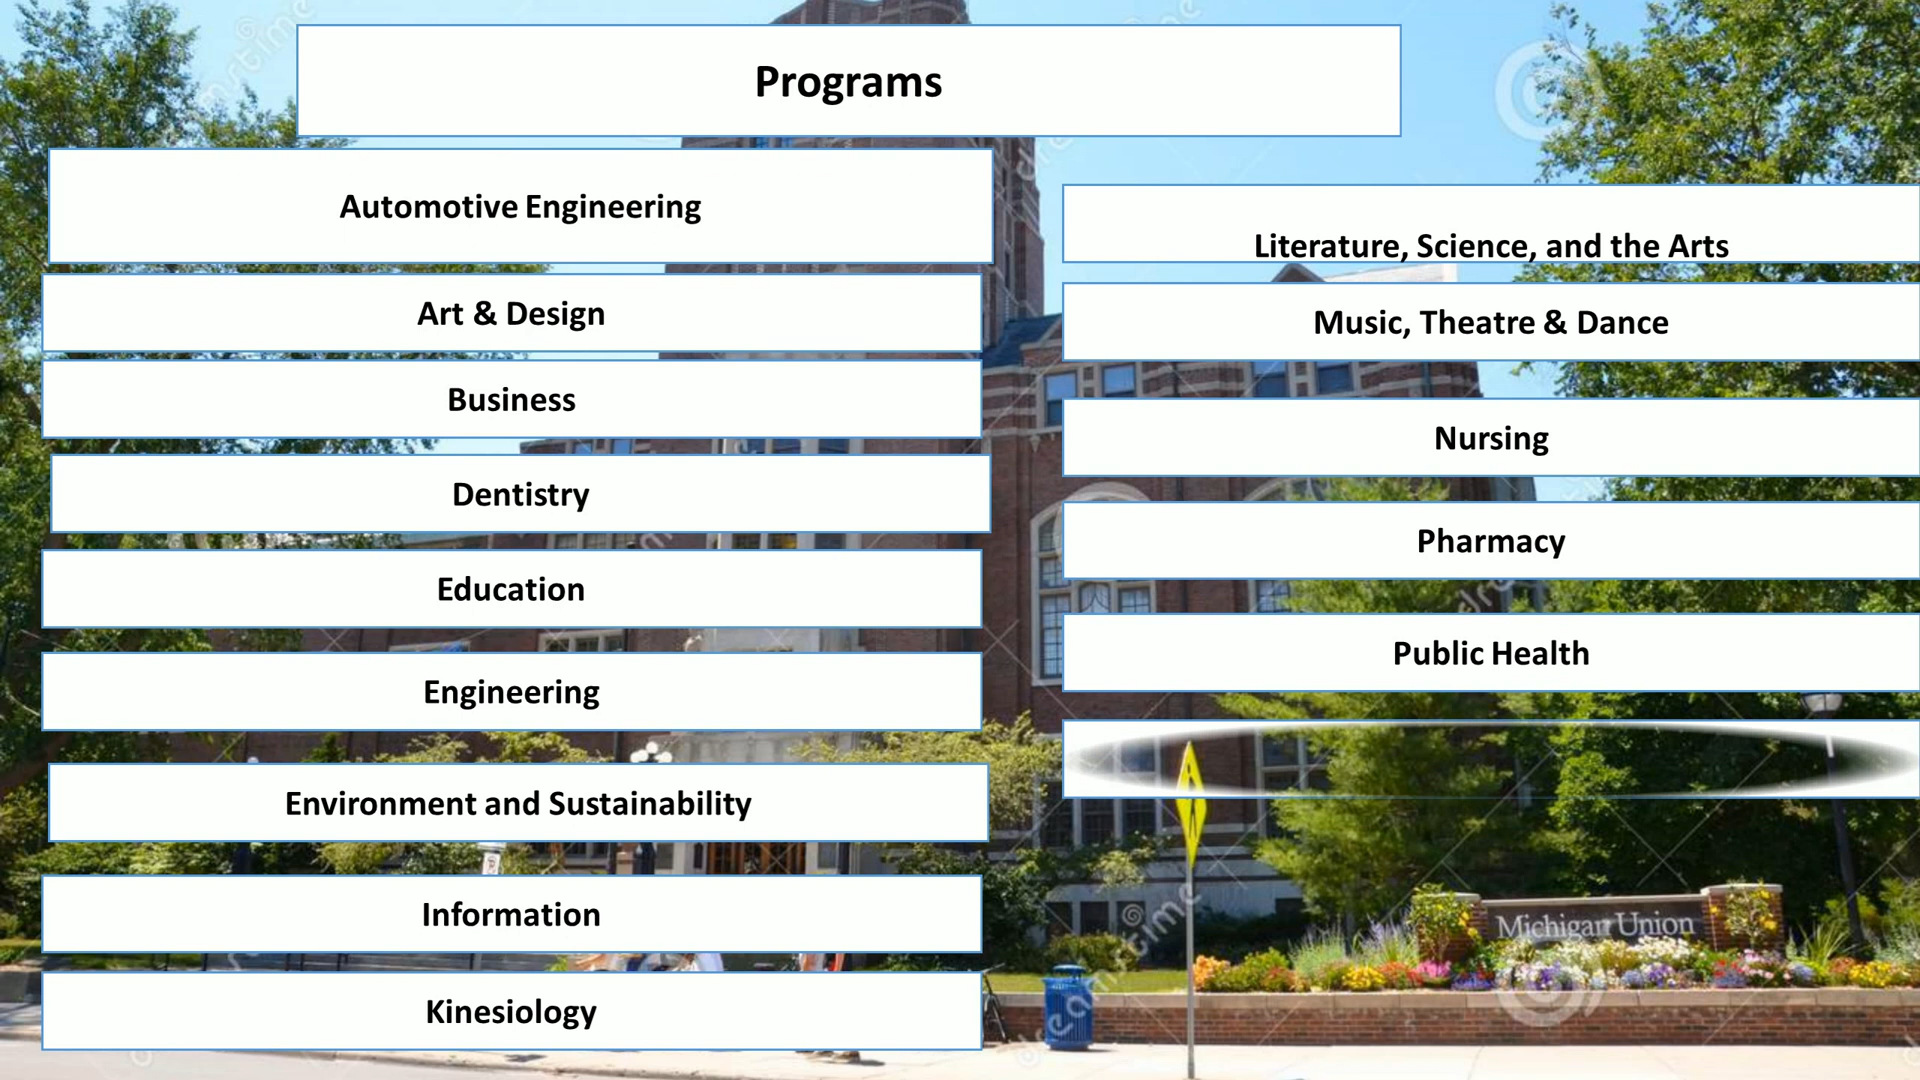 Programs
Automotive Engineering
Art & Design
Business
Dentistry
Education
Engineering
Environment and Sustainability
Information
Kinesiology
Literature, Science, and the Arts
Music, Theatre & Dance
Nursing
Pharmacy
Public Health
Michigan Union
dreamstime